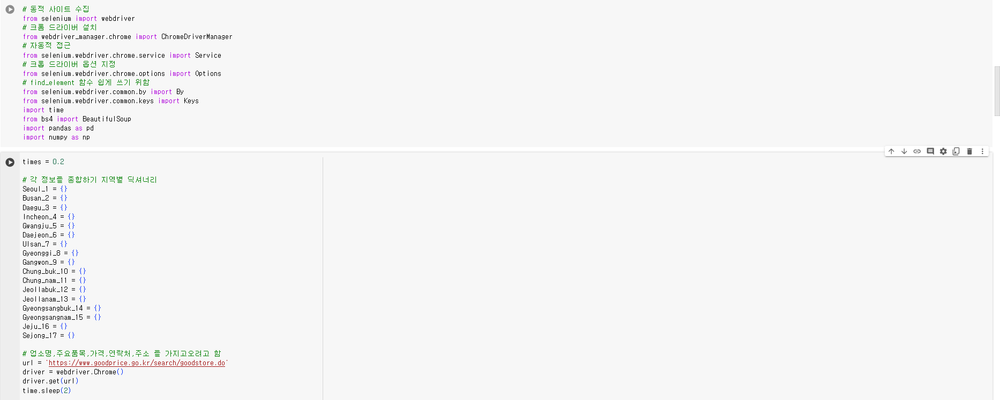 # 동적 사이트 수집
from selenium import webdriver
# 크롬 드라이버 설치
from webdriver_manager.chrome import ChromeDriverManager
# 자동적 접근
from selenium.webdriver.chrome.service import Service
# 크롭 드라이버 옵션 지정
from selenium.webdriver.chrome.options import Options
# find_element 함수 쉽게 쓰기 위함
from selenium.webdriver.common.by import By
from selenium.webdriver.common.keys import Keys
import time
from bs4 import BeautifulSoup
import pandas as pd
import numpy as np
times = 0.2
# 각 정보를 종합하기 지역별 딕셔너리
Seoul_1 = {}
Busan_2 = {}
Daegu_3 = {}
Incheon_4 = {}
Gwangju_5 = {}
Daejeon_6 = {}
Ulsan_7 = {}
Gyeonggi_8 = {}
Gangwon_9 = {}
Chung_buk_10 = {}
Chung_nam_11 = {}
Jeollabuk_12 = {}
Jeollanam_13 = {}
Gyeongsangbuk_14 = {}
Gyeongsangnam_15 = {}
Jeju_16 = {}
Sejong_17 = {}
# 업소명,주요품목,가격,연락처,주소 를 가지고오려고 함
url = 'https://www.goodprice.go.kr/search/goodstore.do'
driver = webdriver.Chrome()
driver.get(url)
time.sleep(2)